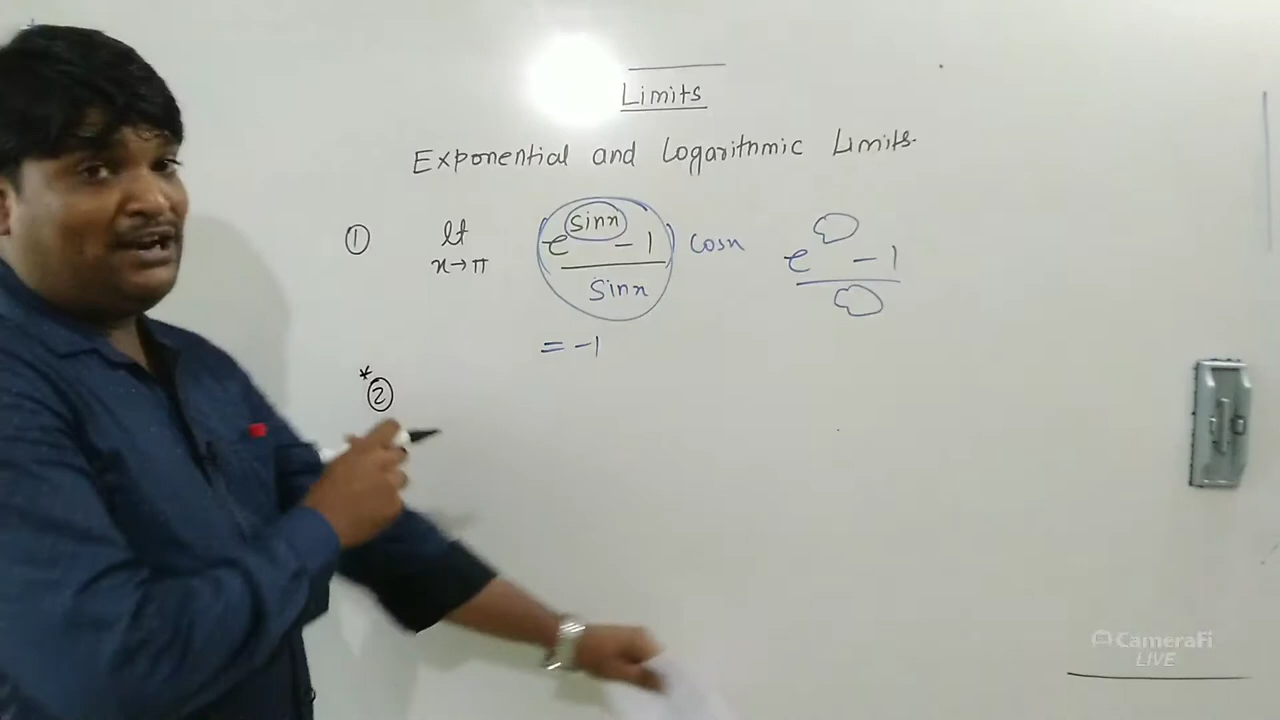 Limits
Exponential and Logarithmic Limits.
① lt x→π (e^sinx − 1)/sinx cosx e − 1
= −1
* ②
CameraFi
LIVE